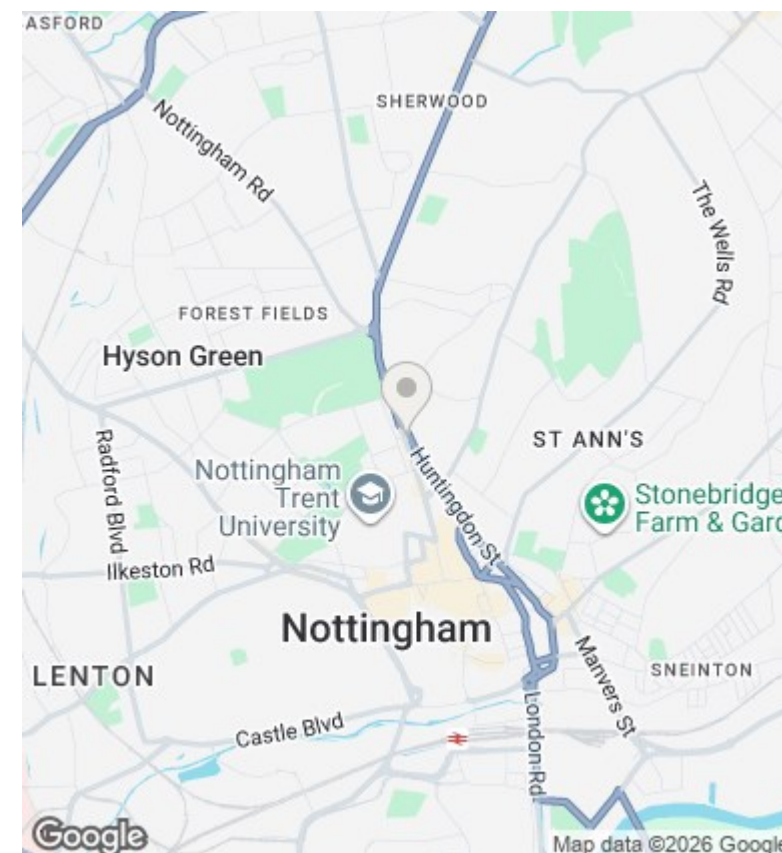 ASFORD
SHERWOOD
Nottingham Rd
The Wells Rd
FOREST FIELDS
Hyson Green
ST ANN'S
Huntingdon St
Nottingham
Trent
University
Stonebridge
Farm & Gard
Radford Blvd
Ilkeston Rd
Nottingham
LENTON
Manvers St
SNEINTON
Castle Blvd
London Rd
Google
Map data ©2026 Google